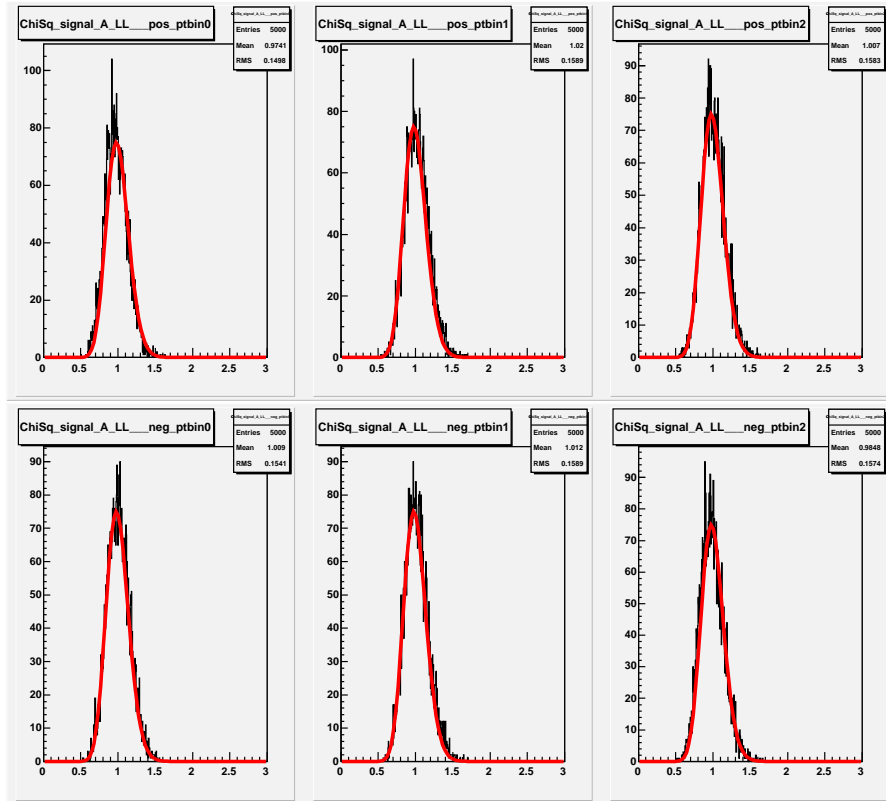 ChiSq_signal_A_LL___pos_ptbin0
ChiSq_signal_A_LL___pos_ptbin0
Entries 5000
Mean 0.9741
RMS 0.1498
100
80
60
40
20
0
0 0.5 1 1.5 2 2.5 3
ChiSq_signal_A_LL___pos_ptbin1
ChiSq_signal_A_LL___pos_ptbin1
Entries 5000
Mean 1.02
RMS 0.1589
100
80
60
40
20
0
0 0.5 1 1.5 2 2.5 3
ChiSq_signal_A_LL___pos_ptbin2
ChiSq_signal_A_LL___pos_ptbin2
Entries 5000
Mean 1.007
RMS 0.1583
90
80
70
60
50
40
30
20
10
0
0 0.5 1 1.5 2 2.5 3
ChiSq_signal_A_LL___neg_ptbin0
ChiSq_signal_A_LL___neg_ptbin0
Entries 5000
Mean 1.009
RMS 0.1541
90
80
70
60
50
40
30
20
10
0
0 0.5 1 1.5 2 2.5 3
ChiSq_signal_A_LL___neg_ptbin1
ChiSq_signal_A_LL___neg_ptbin1
Entries 5000
Mean 1.012
RMS 0.1589
90
80
70
60
50
40
30
20
10
0
0 0.5 1 1.5 2 2.5 3
ChiSq_signal_A_LL___neg_ptbin2
ChiSq_signal_A_LL___neg_ptbin2
Entries 5000
Mean 0.9848
RMS 0.1574
90
80
70
60
50
40
30
20
10
0
0 0.5 1 1.5 2 2.5 3